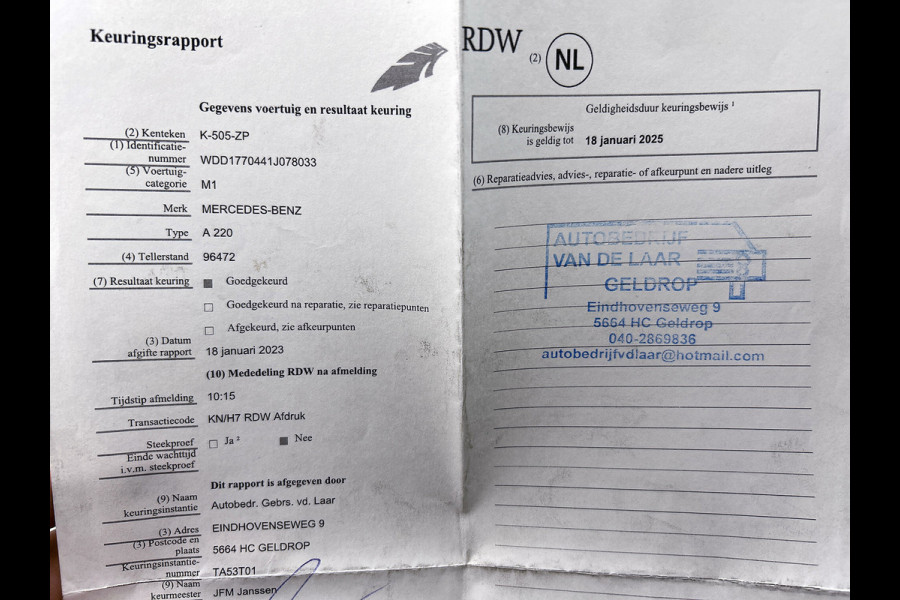 Keuringsrapport
Gegevens voertuig en resultaat keuring
(2) Kenteken K-505-ZP
(1) Identificatie-
nummer WDD1770441J078033
(5) Voertuig-
categorie M1
Merk MERCEDES-BENZ
Type A 220
(4) Tellerstand 96472
(7) Resultaat keuring Goedgekeurd
Goedgekeurd na reparatie, zie reparatiepunten
Afgekeurd, zie afkeurpunten
(3) Datum
afgifte rapport 18 januari 2023
(10) Mededeling RDW na afmelding
Tijdstip afmelding 10:15
Transactiecode KN/H7 RDW Afdruk
Steekproef Ja ² Nee
Einde wachttijd
i.v.m. steekproef
Dit rapport is afgegeven door
(9) Naam
keuringsinstantie Autobedr. Gebrs. vd. Laar
(3) Adres EINDHOVENSEWEG 9
(3) Postcode en
plaats 5664 HC GELDROP
Keuringsinstantie-
nummer TA53T01
(9) Naam
keurmeester JFM Janssen
RDW (2) NL
Geldigheidsduur keuringsbewijs ¹
(8) Keuringsbewijs
is geldig tot 18 januari 2025
(6) Reparatieadvies, advies-, reparatie- of afkeurpunt en nadere uitleg
AUTOBEDRIJF
VAN DE LAAR
GELDROP
Eindhovenseweg 9
5664 HC Geldrop
040-2869836
autobedrijfvdlaar@hotmail.com